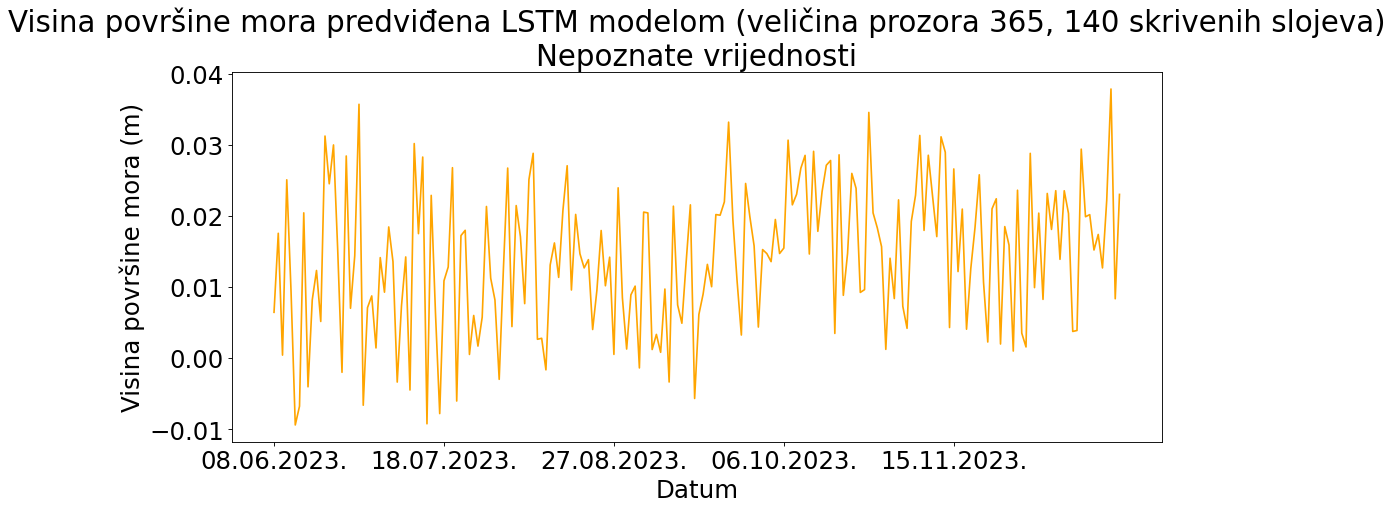 Visina površine mora predviđena LSTM modelom (veličina prozora 365, 140 skrivenih slojeva)
Nepoznate vrijednosti
Visina površine mora (m)
0.04
0.03
0.02
0.01
0.00
−0.01
08.06.2023. 18.07.2023. 27.08.2023. 06.10.2023. 15.11.2023.
Datum